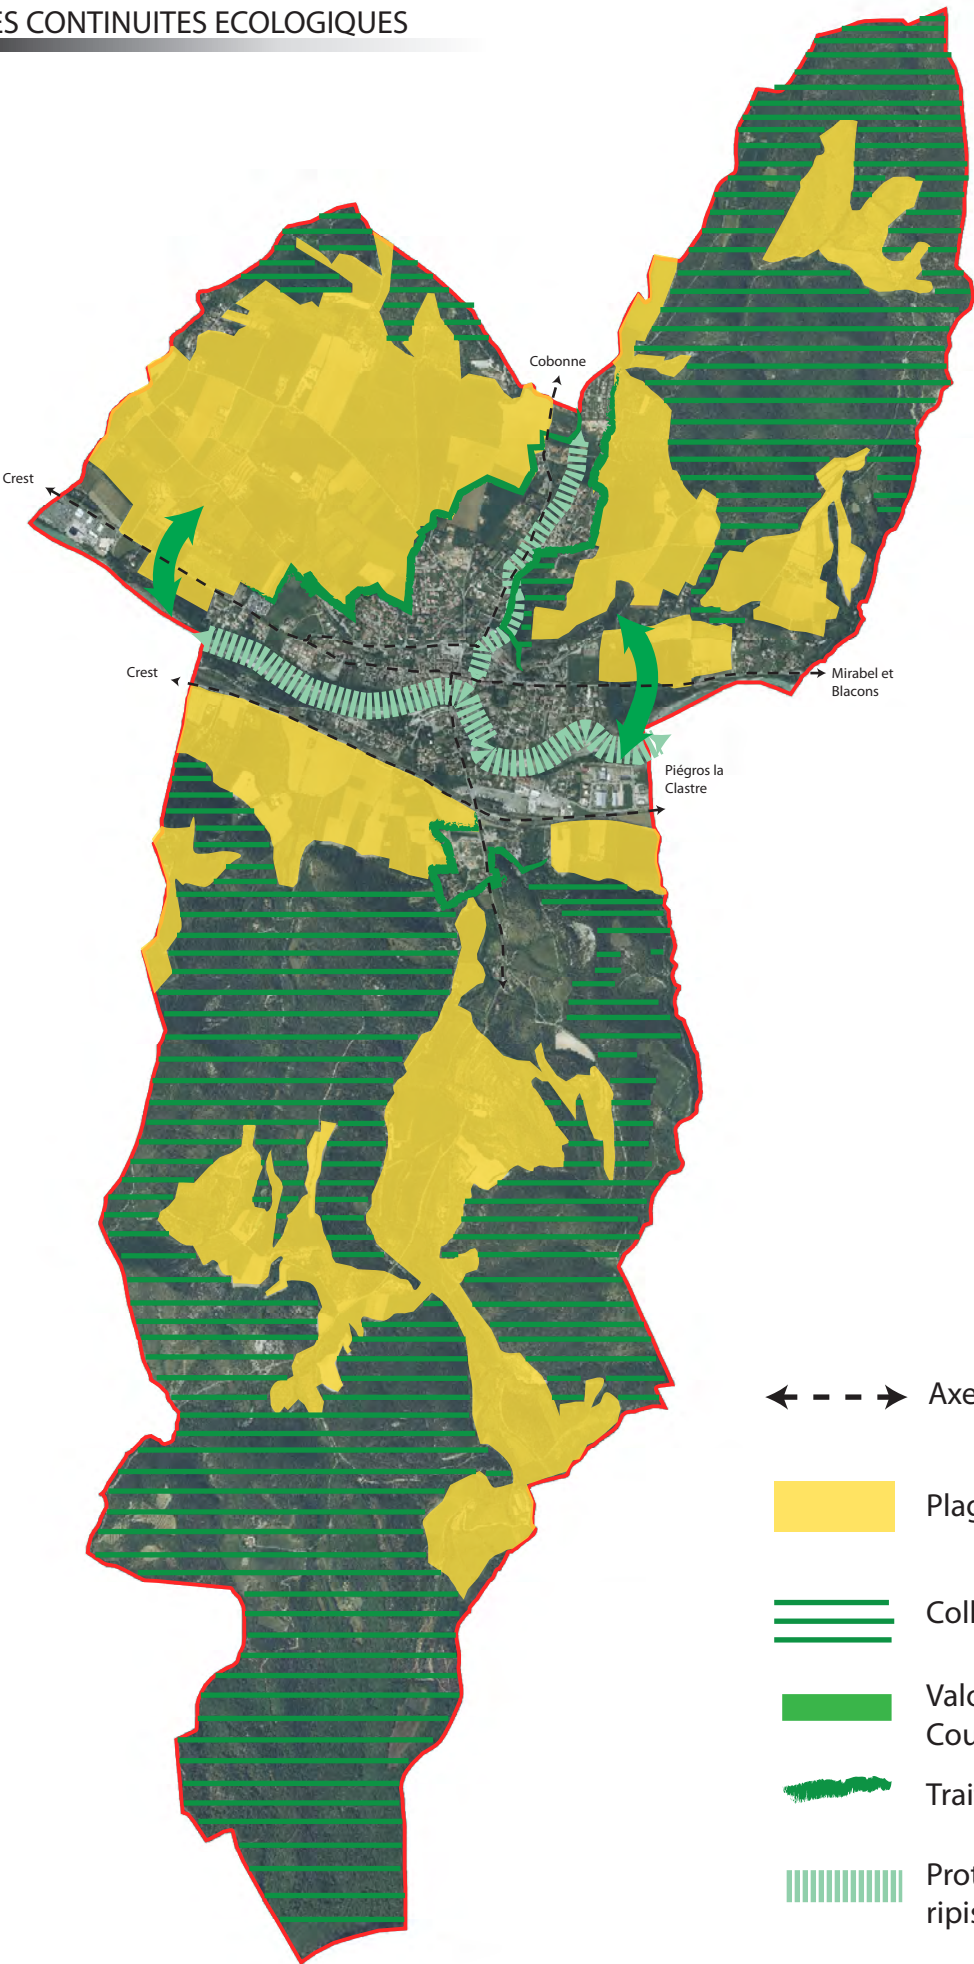 ES CONTINUITES ECOLOGIQUES
Cobonne
Crest
Crest
Mirabel et
Blacons
Piégros la
Clastre
Axe
Plag
Coll
Valo
Cou
Trai
Prot
ripis